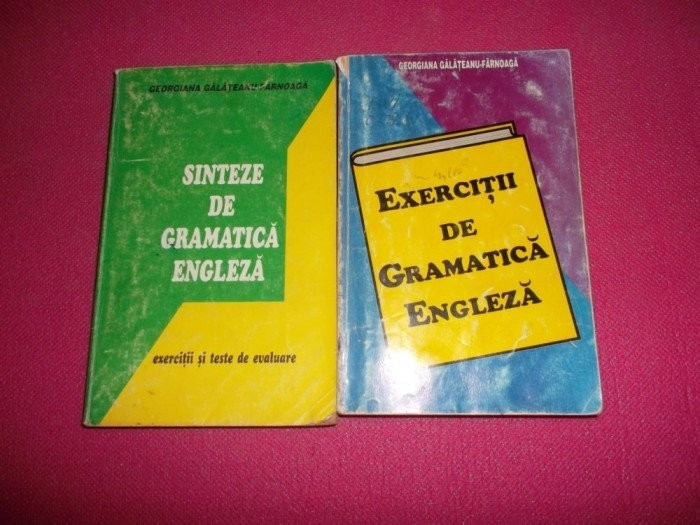 GEORGIANA GĂLĂȚEANU-FÂRNOAGĂ
SINTEZE
DE
GRAMATICĂ
ENGLEZĂ
exerciții și teste de evaluare
GEORGIANA GĂLĂȚEANU-FÂRNOAGĂ
EXERCIȚII
DE
GRAMATICĂ
ENGLEZĂ